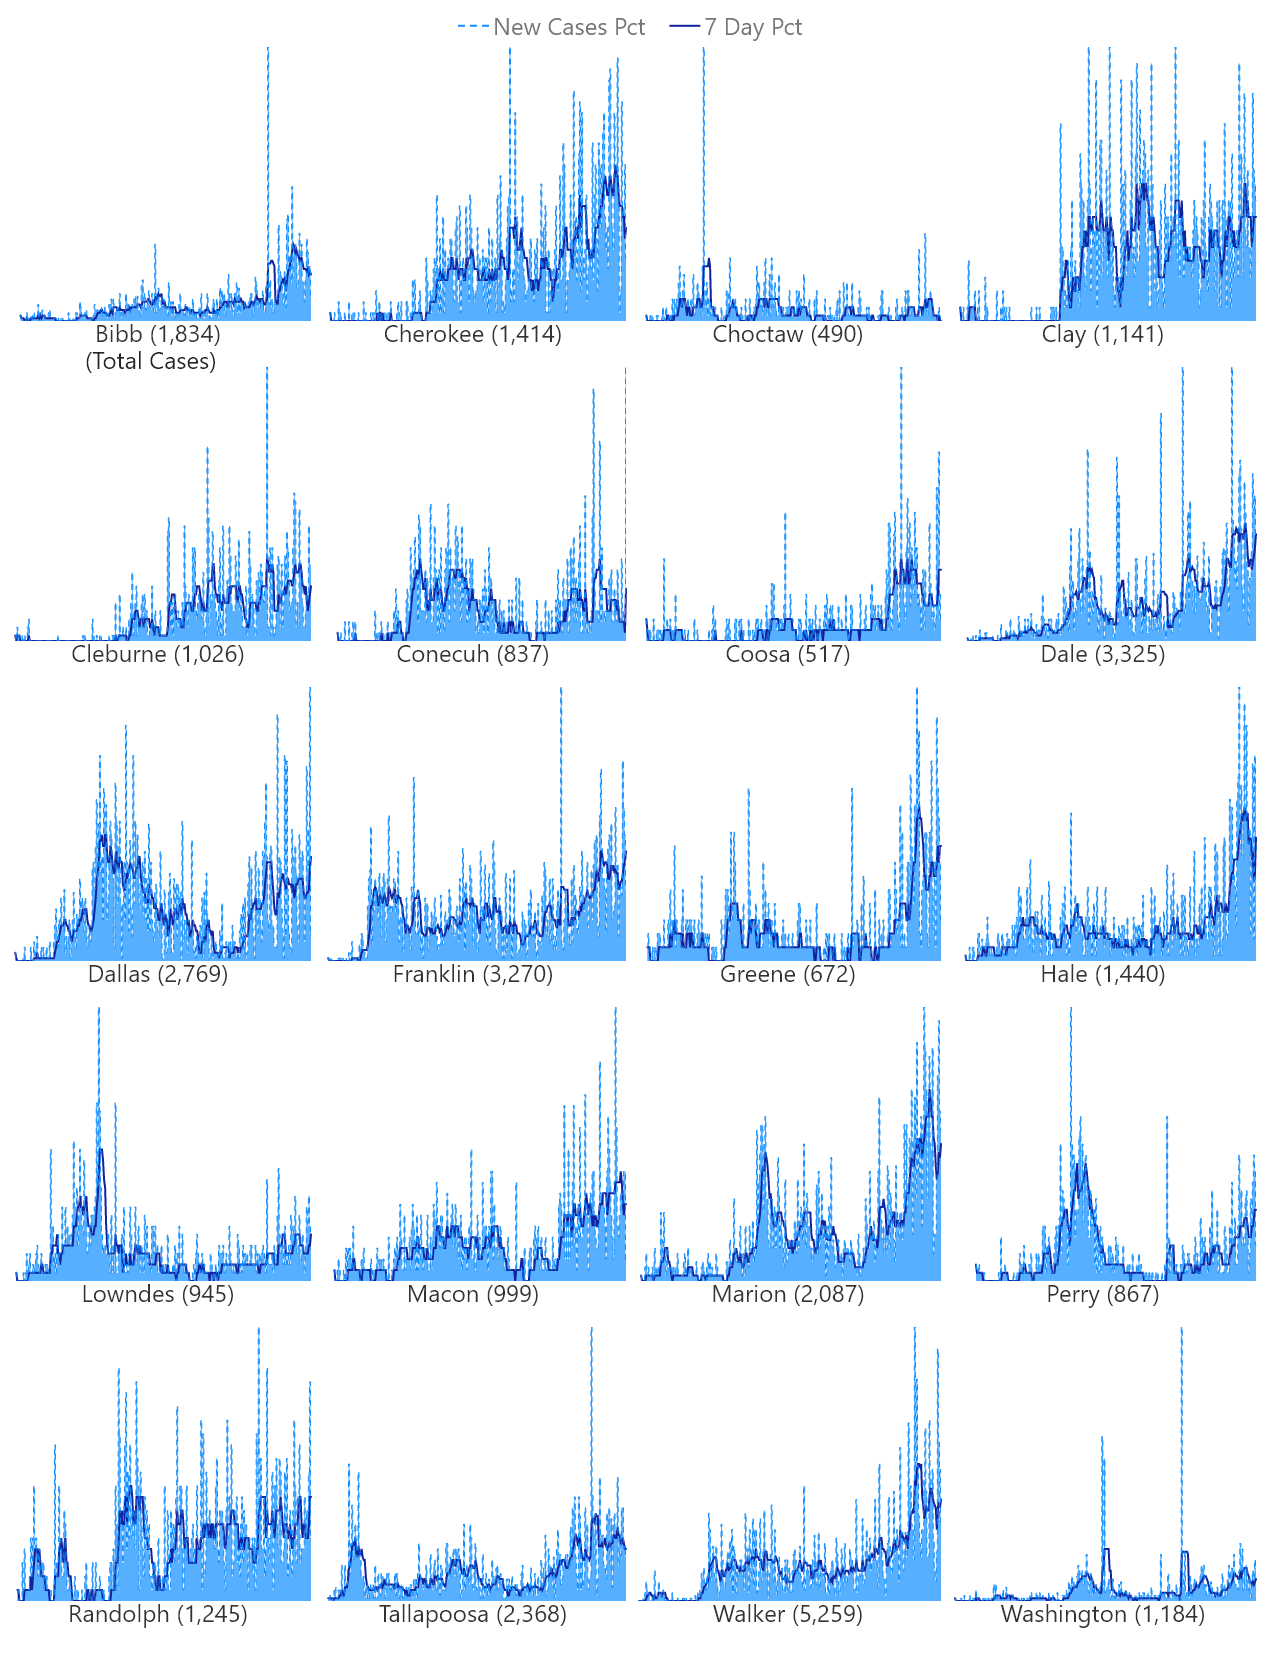 New Cases Pct 7 Day Pct
Bibb (1,834) Cherokee (1,414) Choctaw (490) Clay (1,141)
(Total Cases)
Cleburne (1,026) Conecuh (837) Coosa (517) Dale (3,325)
Dallas (2,769) Franklin (3,270) Greene (672) Hale (1,440)
Lowndes (945) Macon (999) Marion (2,087) Perry (867)
Randolph (1,245) Tallapoosa (2,368) Walker (5,259) Washington (1,184)